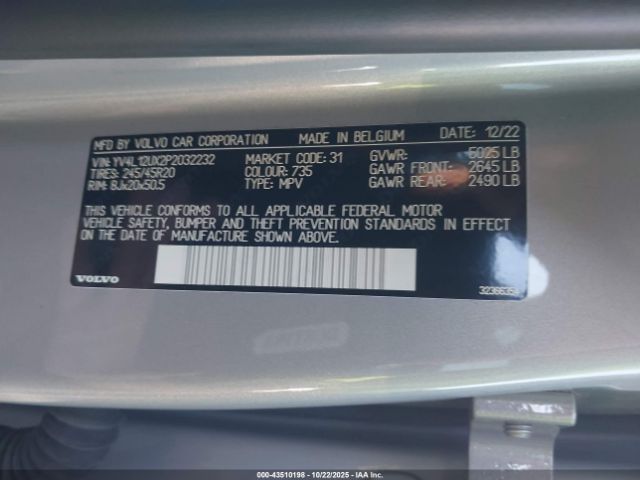 MFD BY VOLVO CAR CORPORATION MADE IN BELGIUM DATE: 12/22
VIN: YV4L12UX2P2032232 MARKET CODE: 31 GVWR: 5025 LB
TIRES: 245/45R20 COLOUR: 735 GAWR FRONT: 2645 LB
RIM: 8Jx20x50.5 TYPE: MPV GAWR REAR: 2490 LB
THIS VEHICLE CONFORMS TO ALL APPLICABLE FEDERAL MOTOR
VEHICLE SAFETY, BUMPER AND THEFT PREVENTION STANDARDS IN EFFECT
ON THE DATE OF MANUFACTURE SHOWN ABOVE.
VOLVO
000-43510198 - 10/22/2025 - IAAI.COM